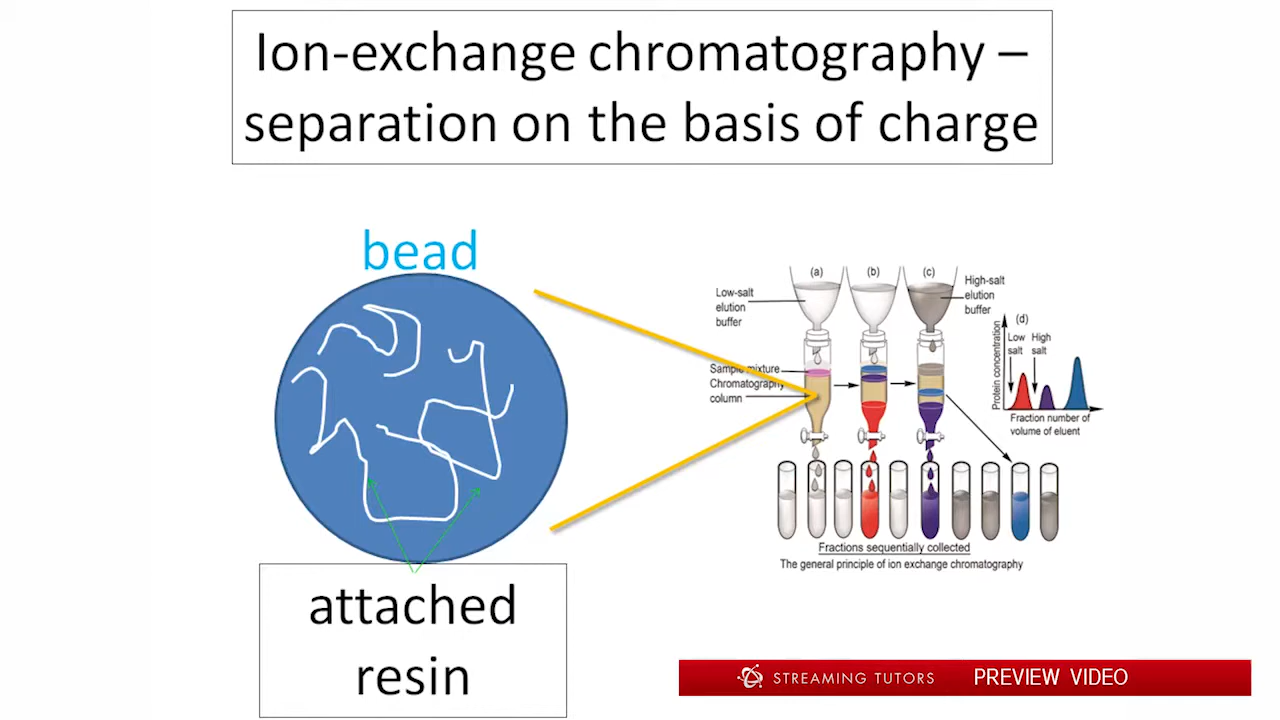 Ion-exchange chromatography –
separation on the basis of charge
bead
attached
resin
(a)
(b)
(c)
Low-salt
elution
buffer
High-salt
elution
buffer
Sample mixture
Chromatography
column
(d)
Low
salt
High
salt
Protein concentration
Fraction number of
volume of eluent
Fractions sequentially collected
The general principle of ion exchange chromatography
STREAMING TUTORS PREVIEW VIDEO